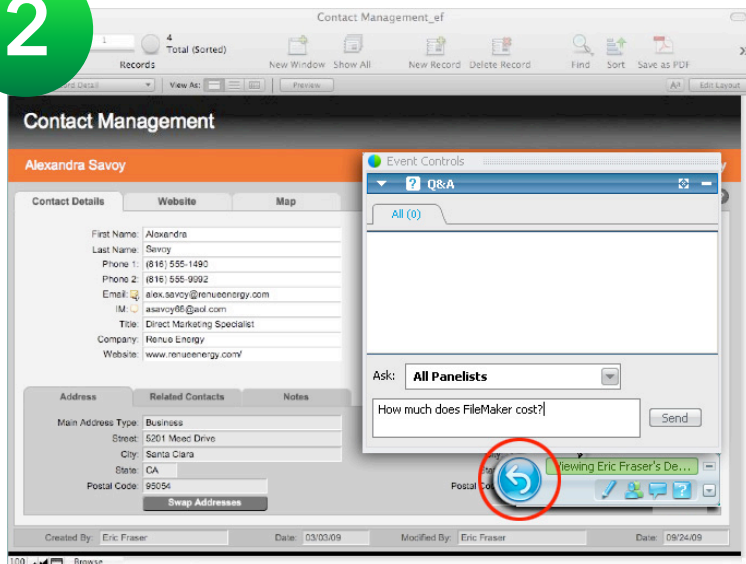 2
Contact Management_ef
1
4
Total (Sorted)
Records
New Window
Show All
New Record
Delete Record
Find
Sort
Save as PDF
View As:
Preview
Edit Layout
Contact Management
Alexandra Savoy
Contact Details
Website
Map
First Name: Alexandra
Last Name: Savoy
Phone 1: (816) 555-1490
Phone 2: (816) 555-9992
Email: alex.savoy@renueenergy.com
IM: asavoy66@aol.com
Title: Direct Marketing Specialist
Company: Renue Energy
Website: www.renueenergy.com/
Event Controls
Q&A
All (0)
Ask: All Panelists
How much does FileMaker cost?
Send
Viewing Eric Fraser's De...
Address
Related Contacts
Notes
Main Address Type: Business
Street: 5201 Meed Drive
City: Santa Clara
State: CA
Postal Code: 95054
Swap Addresses
Created By: Eric Fraser
Date: 03/03/09
Modified By: Eric Fraser
Date: 09/24/09
100
Browse